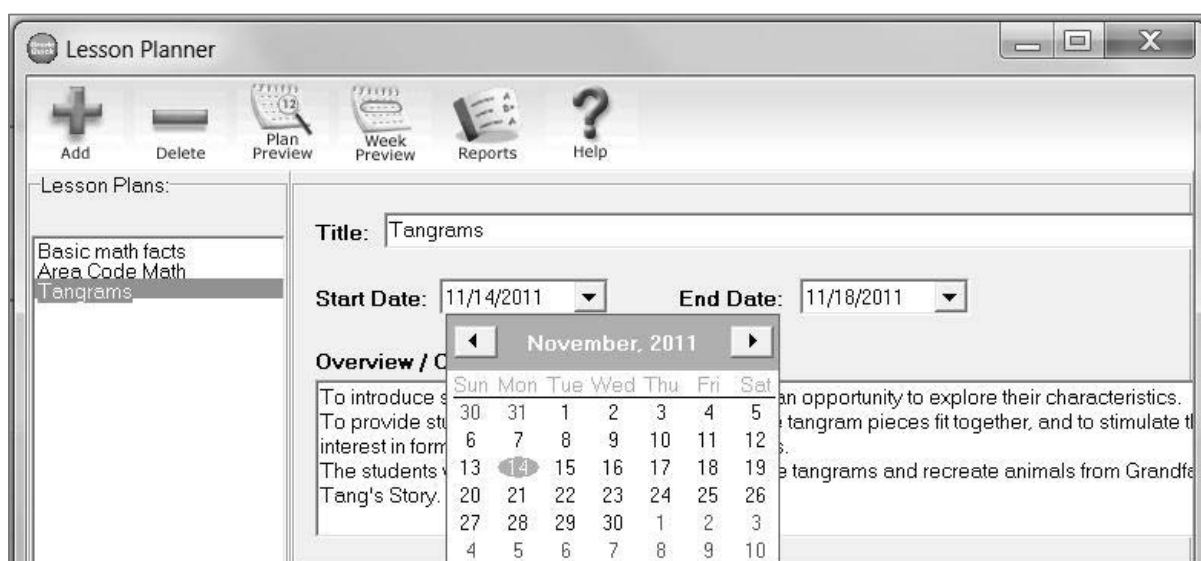 Lesson Planner
Add
Delete
Plan Preview
12
Week Preview
Reports
A
B+
A
Help
Lesson Plans:
Basic math facts
Area Code Math
Tangrams
Title: Tangrams
Start Date: 11/14/2011 End Date: 11/18/2011
Overview /
To introduce an opportunity to explore their characteristics.
To provide tangram pieces fit together, and to stimulate
interest in
The students tangrams and recreate animals from
Tang's Story.
November, 2011
Sun Mon Tue Wed Thu Fri Sat
30 31 1 2 3 4 5
6 7 8 9 10 11 12
13 14 15 16 17 18 19
20 21 22 23 24 25 26
27 28 29 30 1 2 3
4 5 6 7 8 9 10